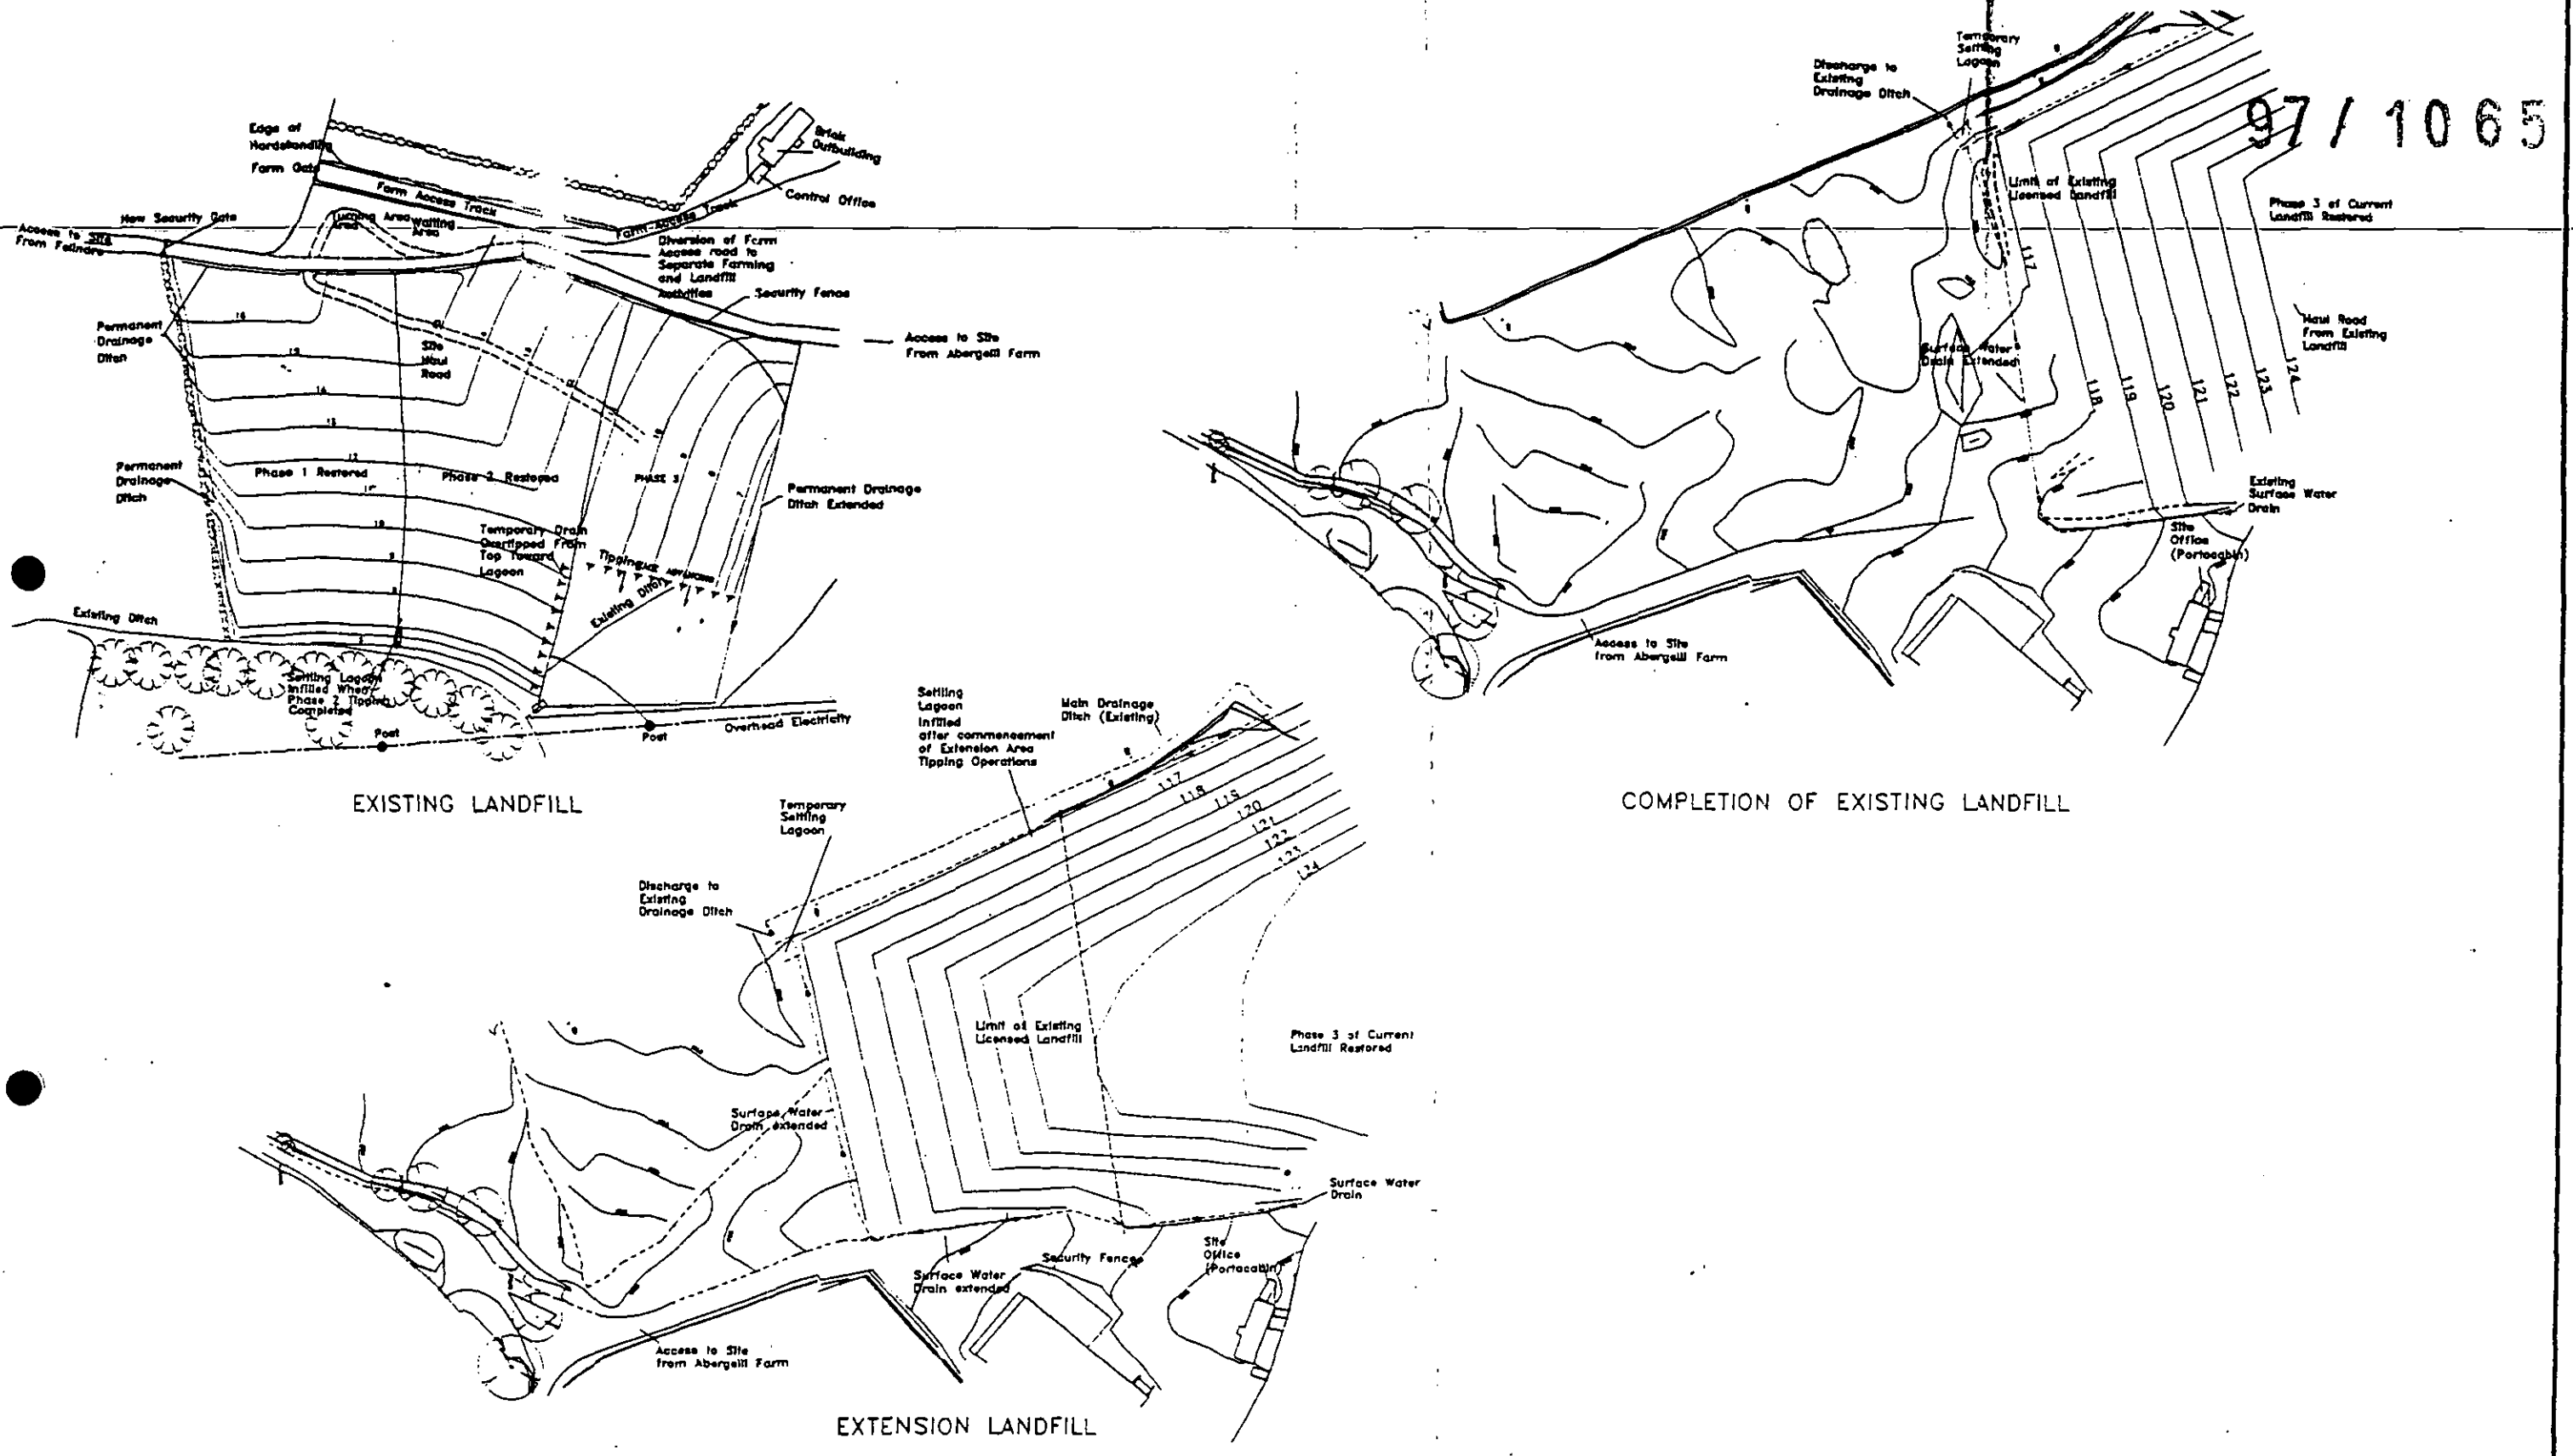 97/1065
Edge of
Hardstanding
Farm Gate
Farm Access Track
Brick
Outbuilding
Control Office
New Security Gate
Access to Site
From Felindre
Turning Area
Waiting
Area
Farm Access Track
Diversion of Farm
Access road to
Separate Farming
and Landfill
Activities
Security Fence
Access to Site
From Abergelli Farm
Permanent
Drainage
Ditch
Site
Haul
Road
16
14
13
12
10
Permanent
Drainage
Ditch
Phase 1 Restored
Phase 2 Restored
PHASE 3
Permanent Drainage
Ditch Extended
Temporary Drain
Overtipped From
Top Toward
Lagoon
Tipping Face Advancing
Existing Ditch
Existing Ditch
Settling Lagoon
Infilled When
Phase 2 Tipping
Completed
Post
Post
Overhead Electricity
EXISTING LANDFILL
Temporary
Settling
Lagoon
Discharge to
Existing
Drainage Ditch
Limit of Existing
Licensed Landfill
Phase 3 of Current
Landfill Restored
Haul Road
From Existing
Landfill
Surface Water
Drain Extended
117
118
119
120
121
122
123
124
Existing
Surface Water
Drain
Site
Office
(Portacabin)
Access to Site
from Abergelli Farm
COMPLETION OF EXISTING LANDFILL
Settling
Lagoon
Infilled
after commencement
of Extension Area
Tipping Operations
Main Drainage
Ditch (Existing)
Temporary
Settling
Lagoon
Discharge to
Existing
Drainage Ditch
117
118
119
120
121
122
123
124
Limit of Existing
Licensed Landfill
Phase 3 of Current
Landfill Restored
Surface Water
Drain extended
Surface Water
Drain
Surface Water
Drain extended
Security Fence
Site
Office
(Portacabin)
Access to Site
from Abergelli Farm
EXTENSION LANDFILL